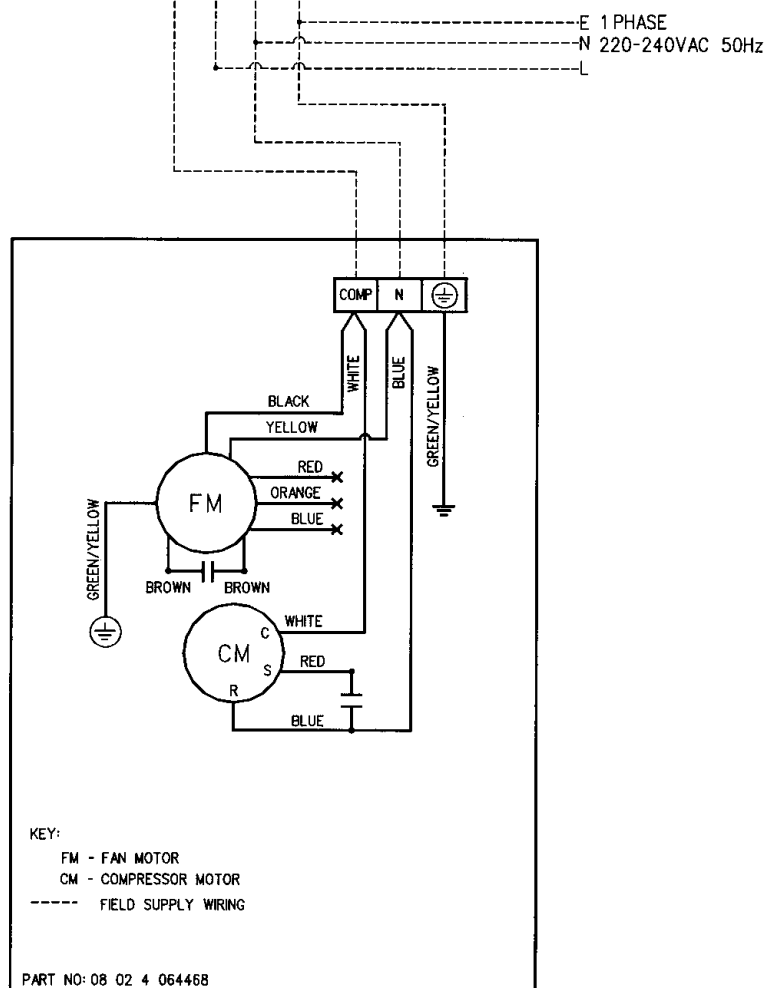 E 1 PHASE
N 220-240VAC 50Hz
L
COMP N
WHITE
BLUE
GREEN/YELLOW
BLACK
YELLOW
RED
ORANGE
BLUE
FM
GREEN/YELLOW
BROWN BROWN
WHITE
C
CM
RED
S
R
BLUE
KEY:
FM - FAN MOTOR
CM - COMPRESSOR MOTOR
FIELD SUPPLY WIRING
PART NO: 08 02 4 064468